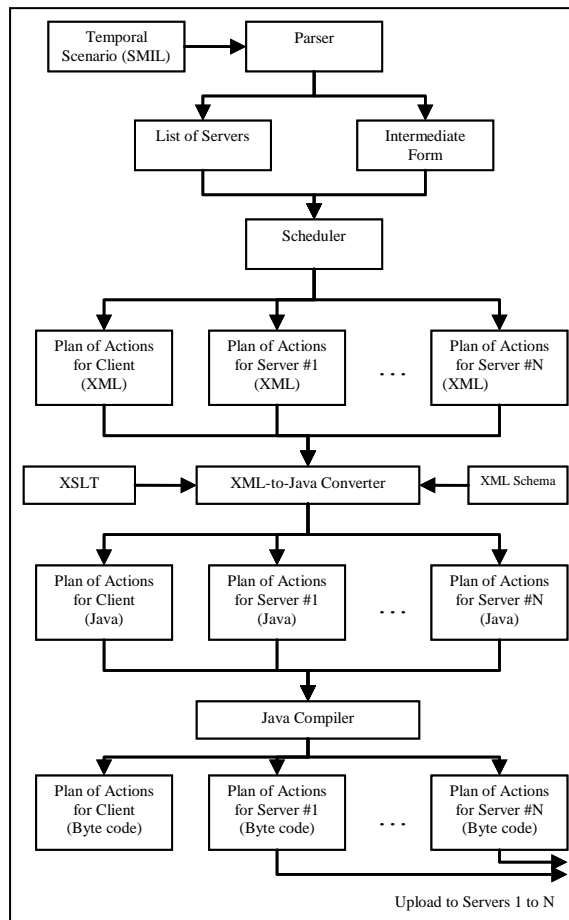 Temporal
Scenario (SMIL)
Parser
List of Servers
Intermediate
Form
Scheduler
Plan of Actions
for Client
(XML)
Plan of Actions
for Server #1
(XML)
. . .
Plan of Actions
for Server #N
(XML)
XSLT
XML-to-Java Converter
XML Schema
Plan of Actions
for Client
(Java)
Plan of Actions
for Server #1
(Java)
. . .
Plan of Actions
for Server #N
(Java)
Java Compiler
Plan of Actions
for Client
(Byte code)
Plan of Actions
for Server #1
(Byte code)
. . .
Plan of Actions
for Server #N
(Byte code)
Upload to Servers 1 to N